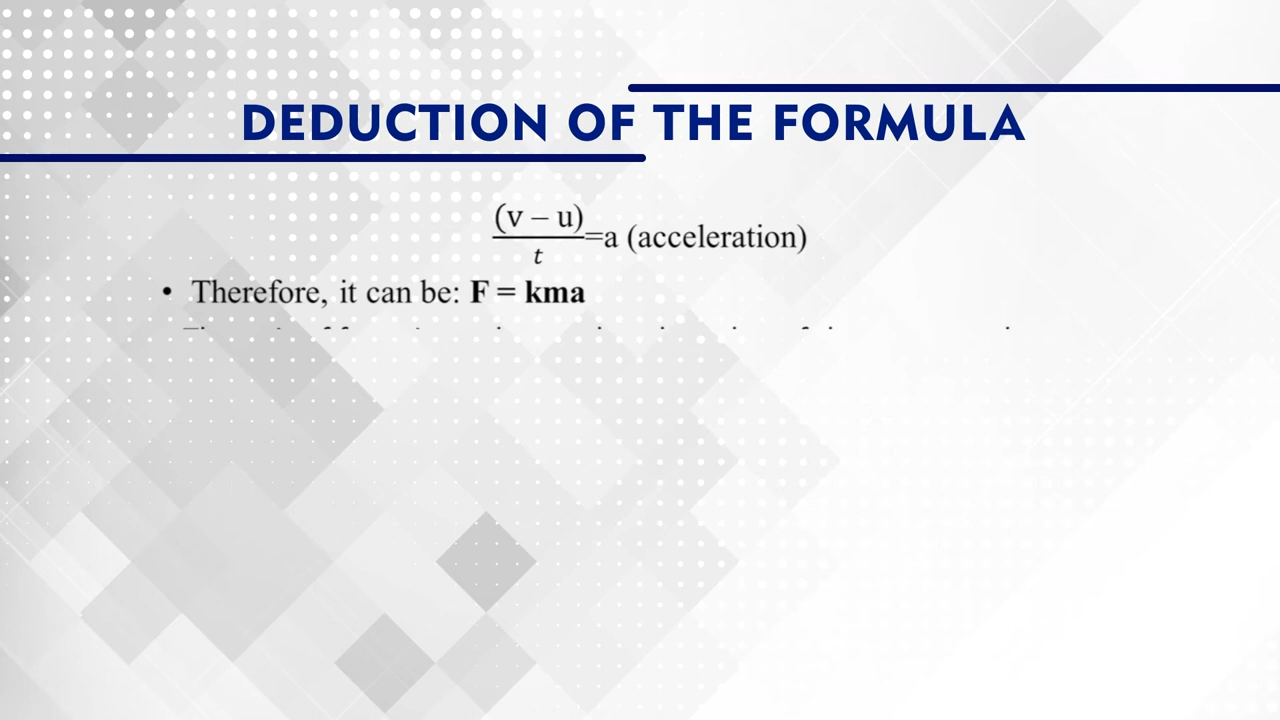 DEDUCTION OF THE FORMULA
(v – u)
t
=a (acceleration)
• Therefore, it can be: F = kma